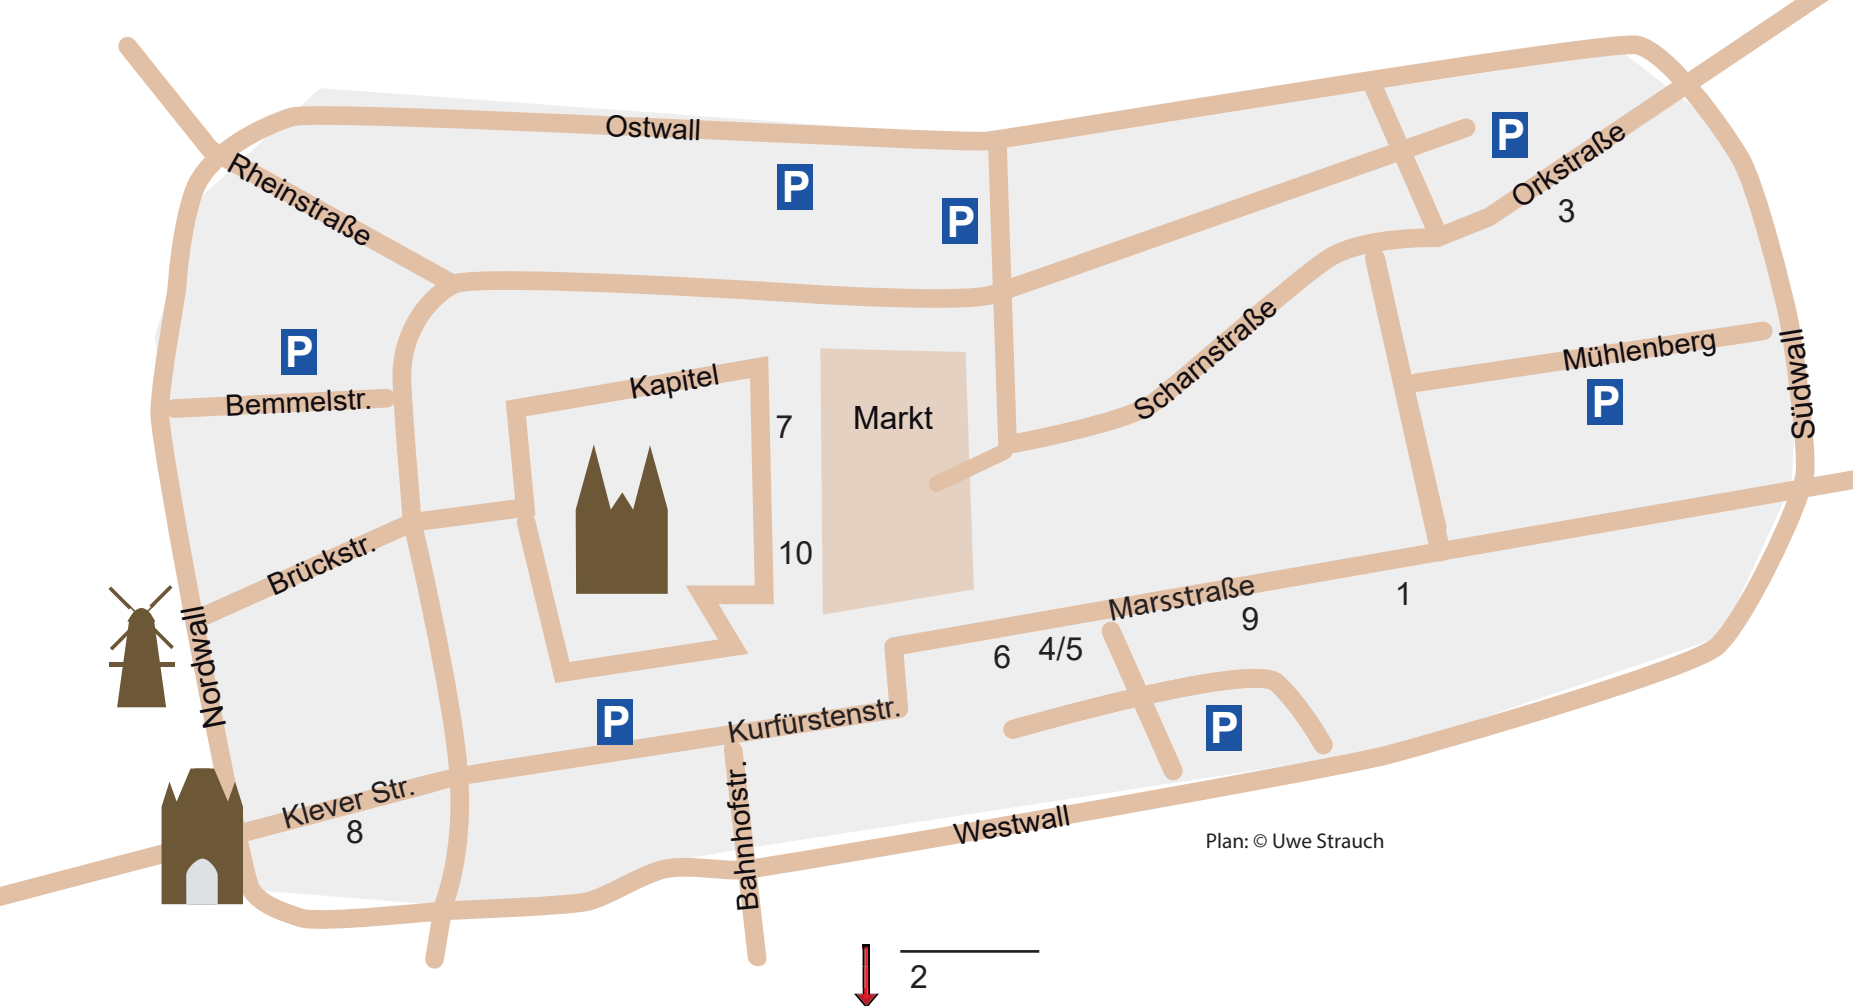 Ostwall
P
Orkstraße
P
Rheinstraße
P
3
Scharnstraße
P
Mühlenberg
Südwall
Kapitel
Bemmelstr.
P
7
Markt
Brückstr.
10
Marsstraße
1
9
Nordwall
6
4/5
P
Kurfürstenstr.
P
Klever Str.
8
Bahnhofstr.
Westwall
Plan: © Uwe Strauch
2